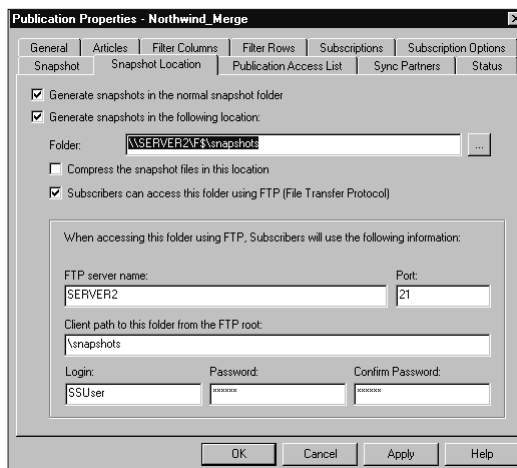 Publication Properties - Northwind_Merge
General Articles Filter Columns Filter Rows Subscriptions Subscription Options
Snapshot Snapshot Location Publication Access List Sync Partners Status
Generate snapshots in the normal snapshot folder
Generate snapshots in the following location:
Folder: \\SERVER2\F$\snapshots ...
Compress the snapshot files in this location
Subscribers can access this folder using FTP (File Transfer Protocol)
When accessing this folder using FTP, Subscribers will use the following information:
FTP server name: Port:
SERVER2 21
Client path to this folder from the FTP root:
\snapshots
Login: Password: Confirm Password:
SSUser ****** ******
OK Cancel Apply Help